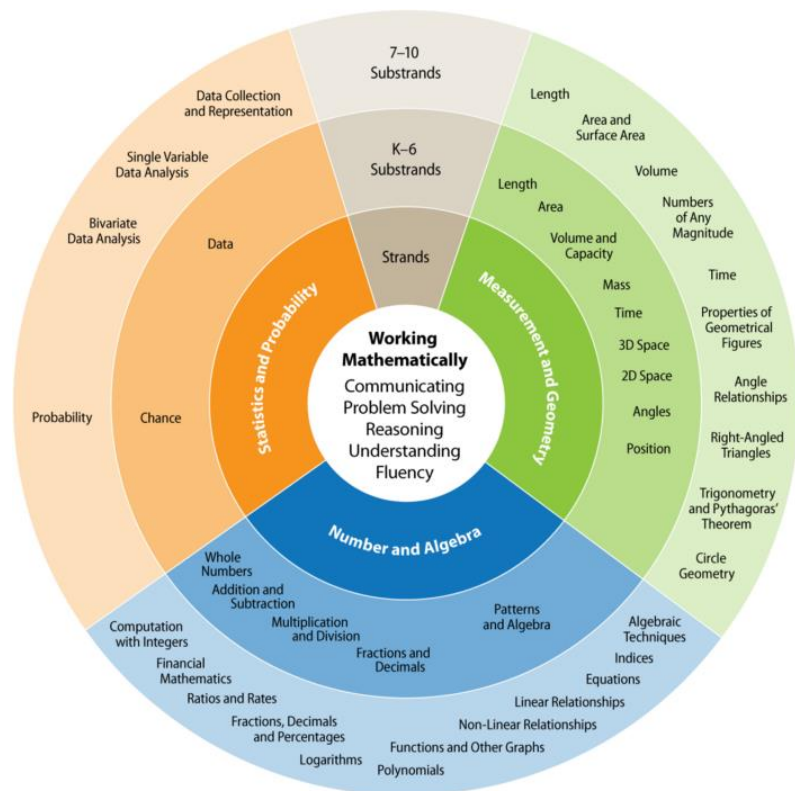 7–10
Substrands
K–6
Substrands
Strands
Working
Mathematically
Communicating
Problem Solving
Reasoning
Understanding
Fluency
Statistics and Probability
Data
Chance
Data Collection
and Representation
Single Variable
Data Analysis
Bivariate
Data Analysis
Probability
Measurement and Geometry
Length
Area
Volume and
Capacity
Mass
Time
3D Space
2D Space
Angles
Position
Length
Area and
Surface Area
Volume
Numbers
of Any
Magnitude
Time
Properties of
Geometrical
Figures
Angle
Relationships
Right-Angled
Triangles
Trigonometry
and Pythagoras’
Theorem
Circle
Geometry
Number and Algebra
Whole
Numbers
Addition and
Subtraction
Multiplication
and Division
Fractions and
Decimals
Patterns
and Algebra
Computation
with Integers
Financial
Mathematics
Ratios and Rates
Fractions, Decimals
and Percentages
Logarithms
Polynomials
Functions and Other Graphs
Non-Linear Relationships
Linear Relationships
Equations
Indices
Algebraic
Techniques